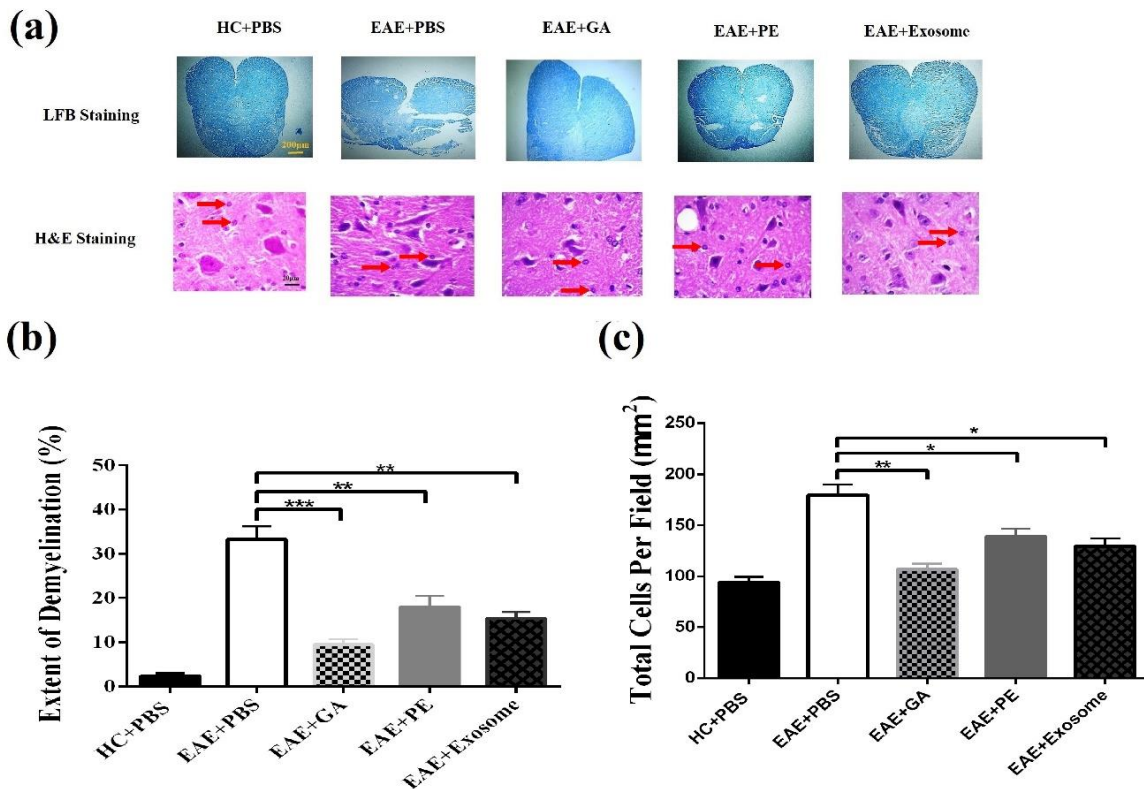 (a)
HC+PBS EAE+PBS EAE+GA EAE+PE EAE+Exosome
LFB Staining
200μm
H&E Staining
20μm
(b)
Extent of Demyelination (%)
50
40
30
20
10
0
***
**
**
HC+PBS
EAE+PBS
EAE+GA
EAE+PE
EAE+Exosome
(c)
Total Cells Per Field (mm²)
250
200
150
100
50
0
**
*
*
HC+PBS
EAE+PBS
EAE+GA
EAE+PE
EAE+Exosome